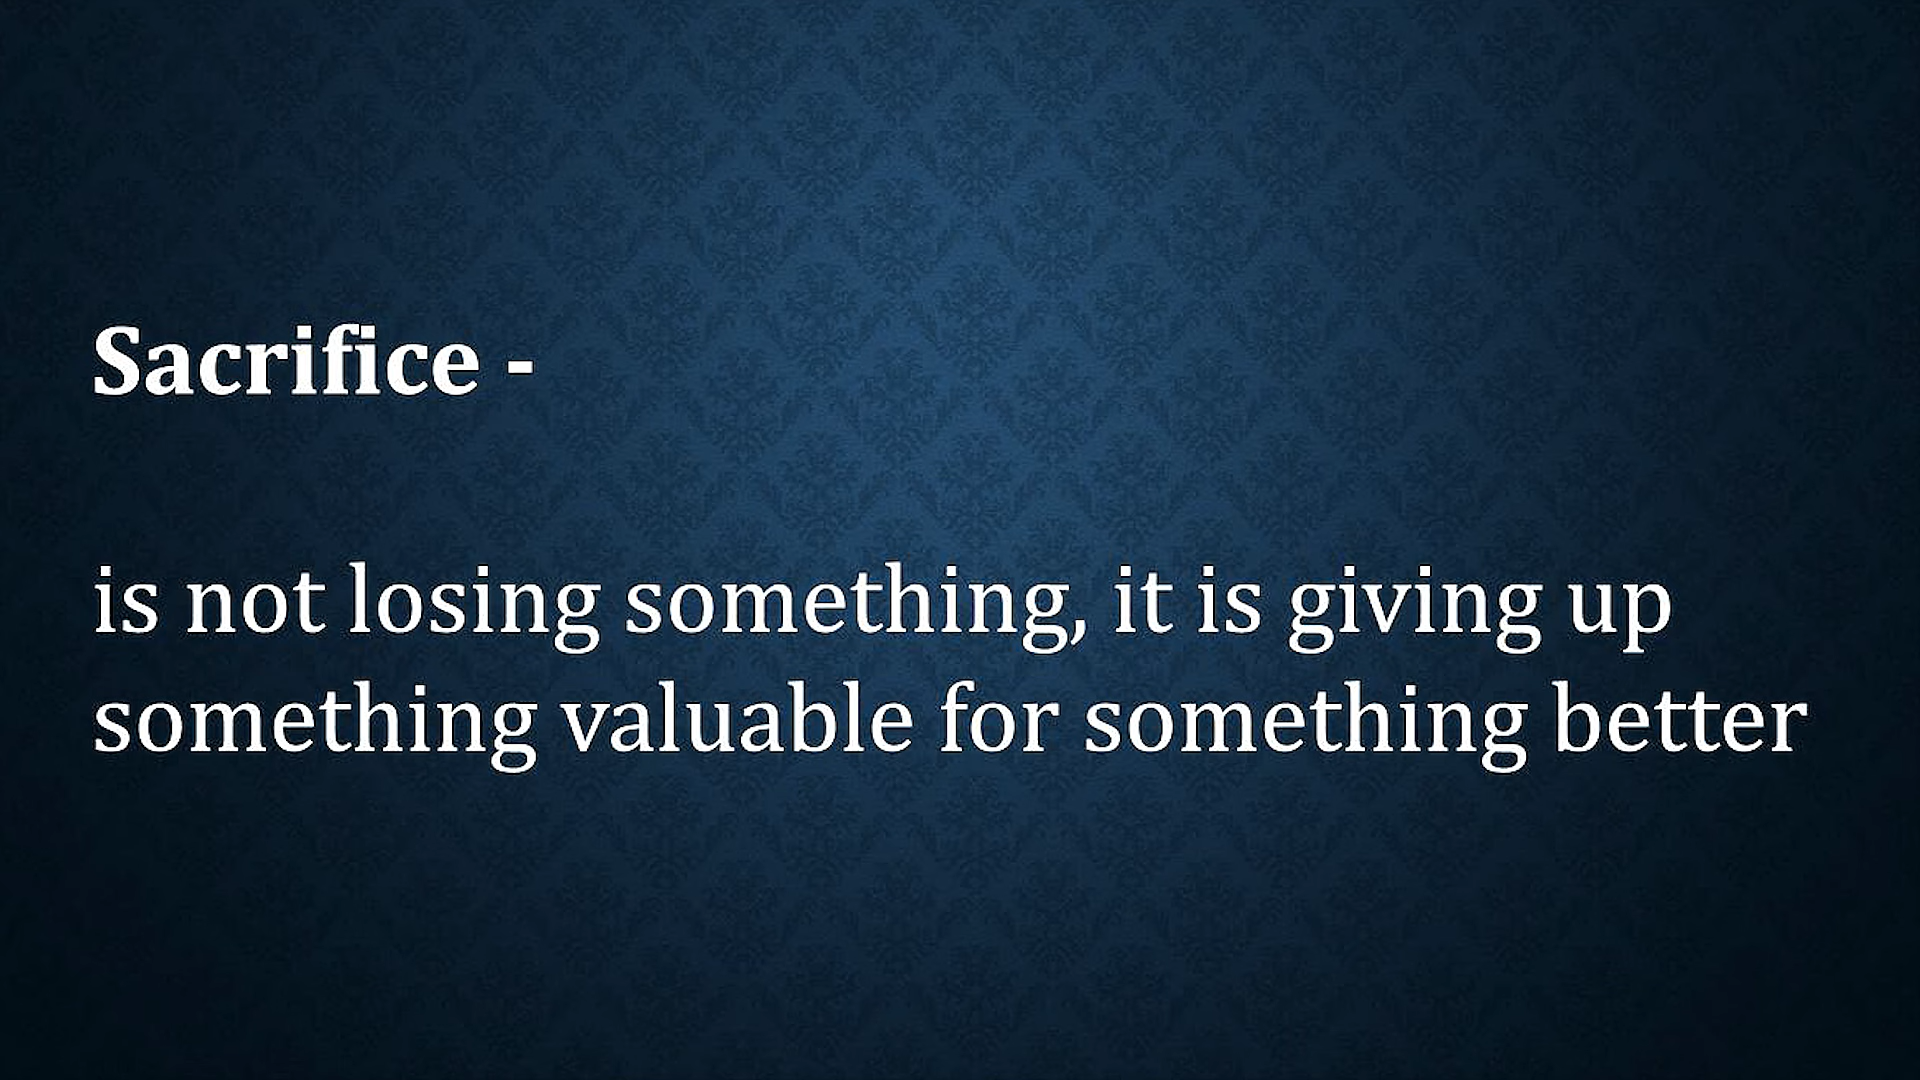 Sacrifice -
is not losing something, it is giving up
something valuable for something better